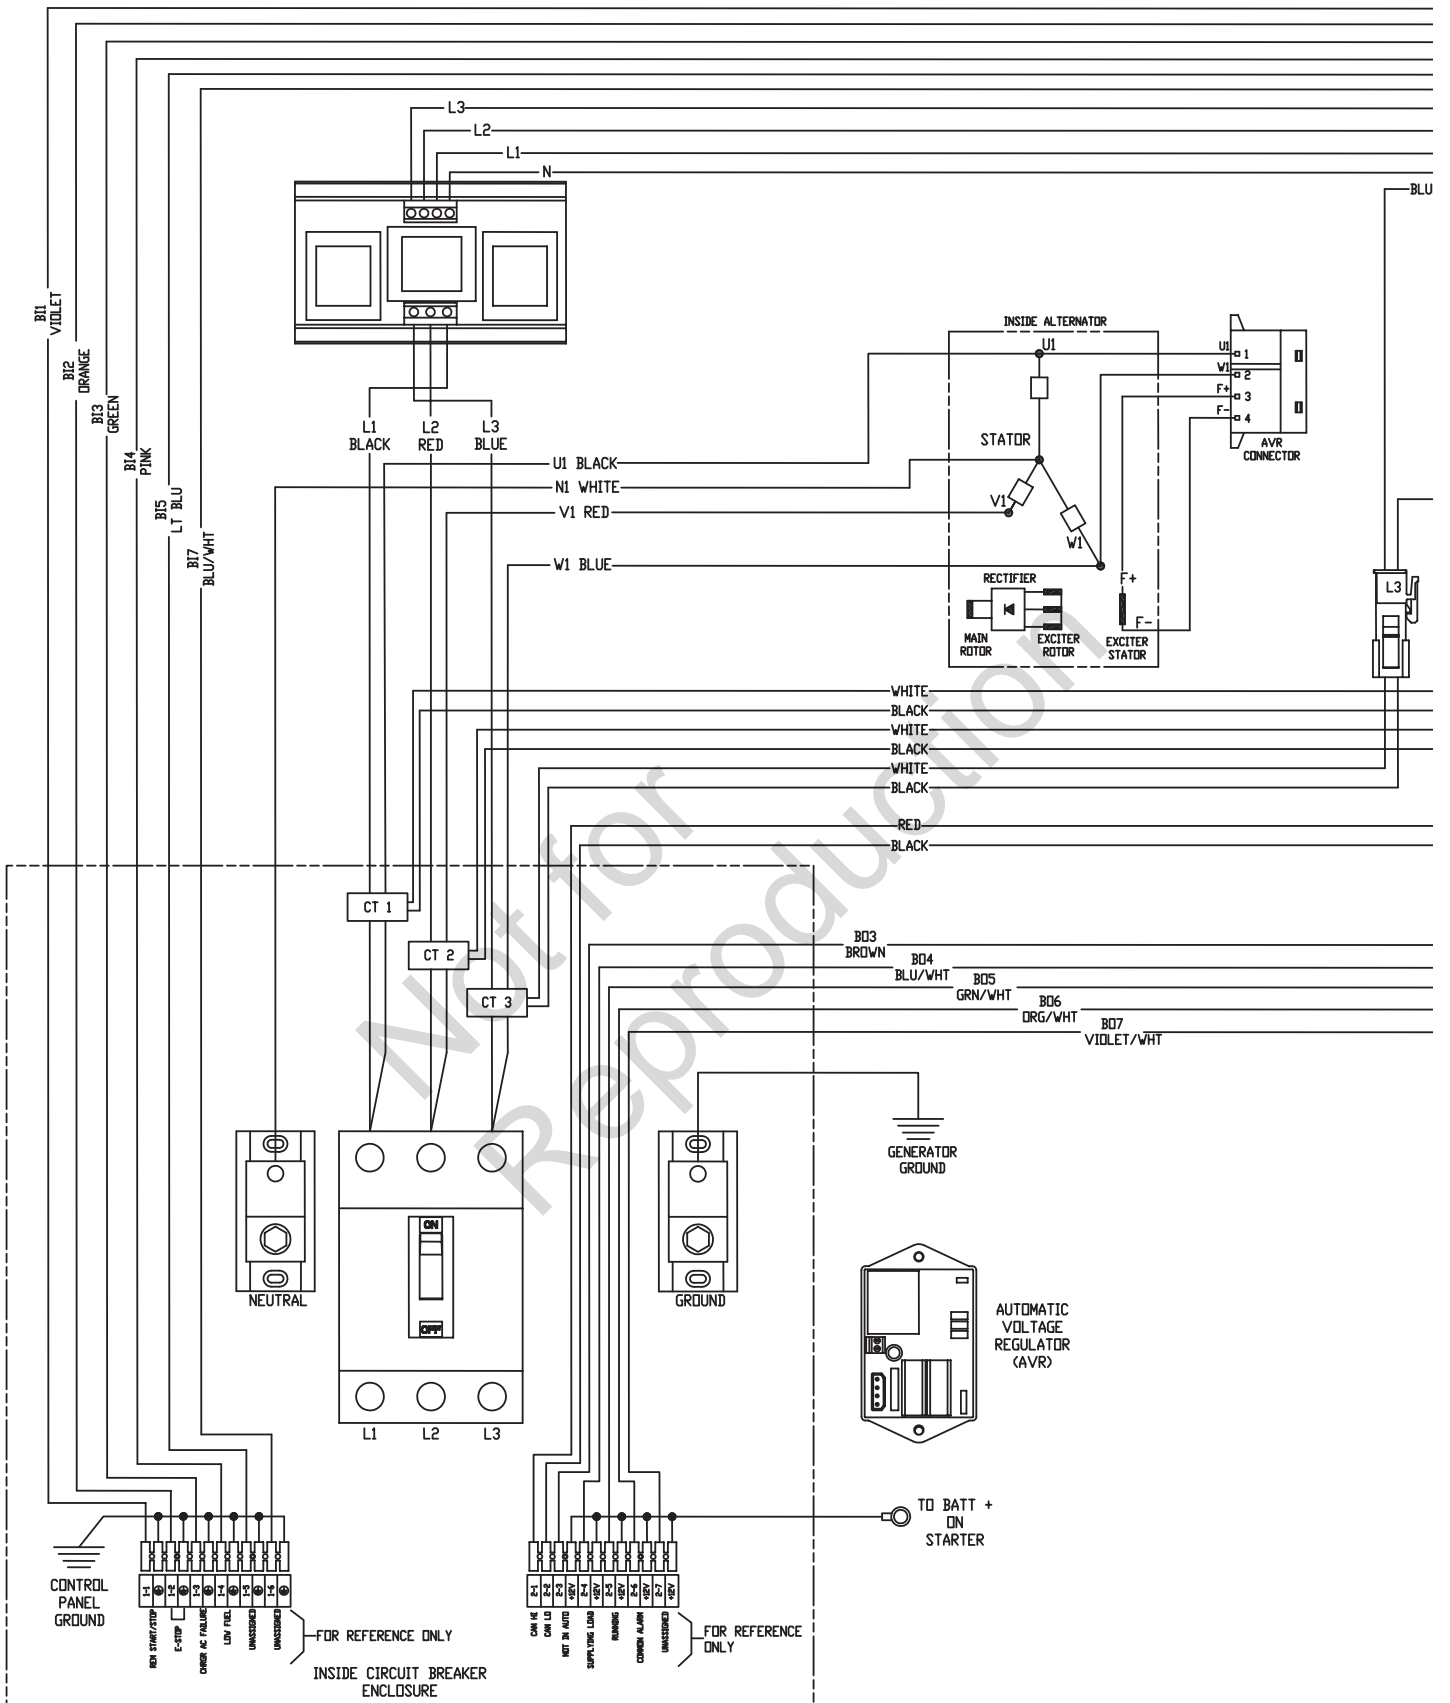 L3
L2
L1
N
BLU
BI1
VIOLET
BI2
ORANGE
BI3
GREEN
BI4
PINK
BI5
LT BLU
BI7
BLU/WHT
L1
BLACK
L2
RED
L3
BLUE
U1 BLACK
N1 WHITE
V1 RED
W1 BLUE
INSIDE ALTERNATOR
U1
STATOR
V1
W1
RECTIFIER
MAIN
ROTOR
EXCITER
ROTOR
F+
F-
EXCITER
STATOR
U1
1
W1
2
F+
3
F-
4
AVR
CONNECTOR
L3
WHITE
BLACK
WHITE
BLACK
WHITE
BLACK
RED
BLACK
CT 1
CT 2
CT 3
BO3
BROWN
BO4
BLU/WHT
BO5
GRN/WHT
BO6
ORG/WHT
BO7
VIOLET/WHT
GENERATOR
GROUND
NEUTRAL
ON
OFF
L1
L2
L3
GROUND
AUTOMATIC
VOLTAGE
REGULATOR
(AVR)
TO BATT +
ON
STARTER
CONTROL
PANEL
GROUND
1-1
1-2
1-3
1-4
1-5
1-6
REM START/STOP
E-STOP
CHRGR AC FAILURE
LOW FUEL
UNASSIGNED
UNASSIGNED
FOR REFERENCE ONLY
INSIDE CIRCUIT BREAKER
ENCLOSURE
2-1
2-2
2-3
+12V
2-4
+12V
2-5
+12V
2-6
+12V
2-7
+12V
CAN HI
CAN LO
NOT IN AUTO
SUPPLYING LOAD
RUNNING
COMMON ALARM
UNASSIGNED
FOR REFERENCE
ONLY
Not for
Reproduction